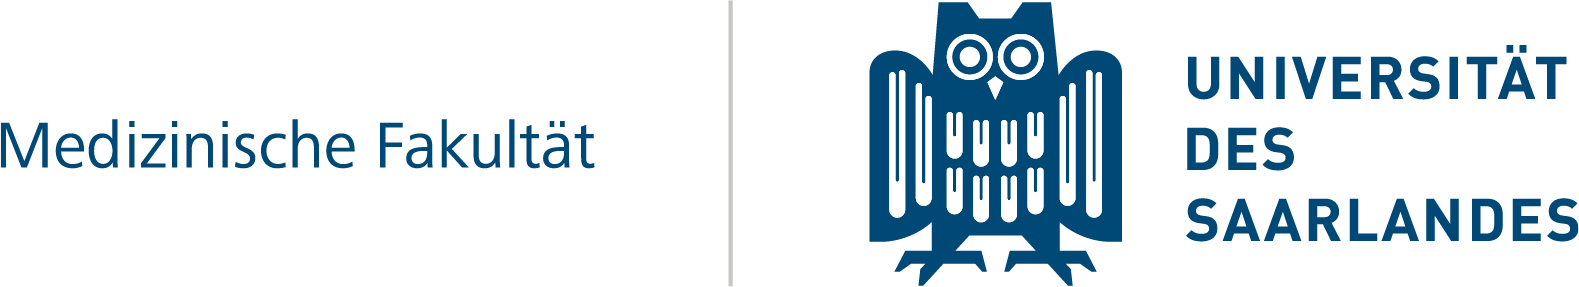 Medizinische Fakultät
UNIVERSITÄT
DES
SAARLANDES